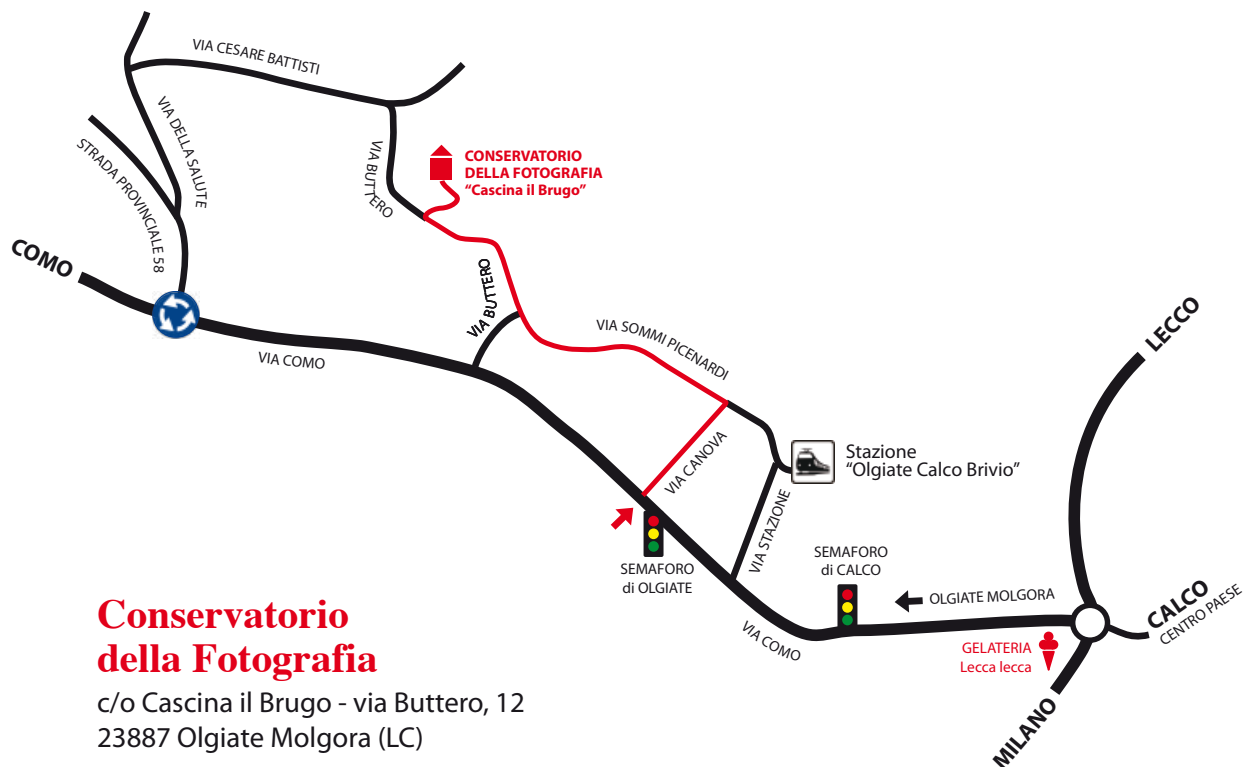 VIA CESARE BATTISTI
VIA DELLA SALUTE
STRADA PROVINCIALE 58
VIA BUTTERO
CONSERVATORIO
DELLA FOTOGRAFIA
“Cascina il Brugo”
COMO
VIA COMO
VIA BUTTERO
VIA SOMMI PICENARDI
LECCO
VIA CANOVA
Stazione
“Olgiate Calco Brivio”
VIA STAZIONE
SEMAFORO
di OLGIATE
SEMAFORO
di CALCO
OLGIATE MOLGORA
CALCO
CENTRO PAESE
VIA COMO
GELATERIA
Lecca lecca
MILANO
Conservatorio
della Fotografia
c/o Cascina il Brugo - via Buttero, 12
23887 Olgiate Molgora (LC)